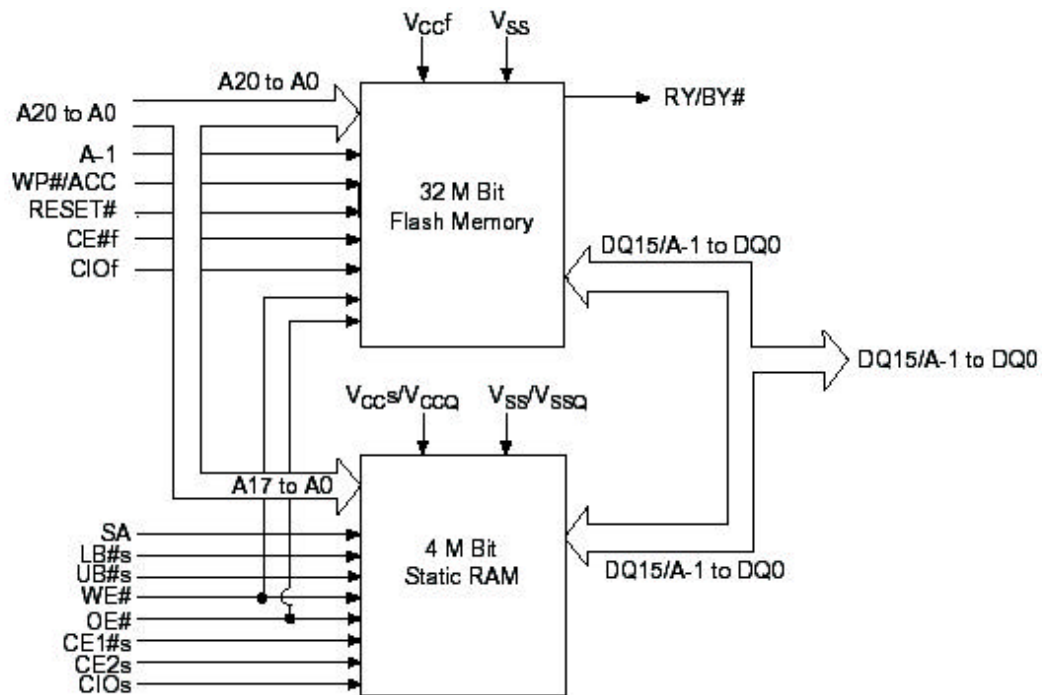 VCCf
VSS
A20 to A0
A20 to A0
RY/BY#
A-1
WP#/ACC
RESET#
CE#f
CIOf
32 M Bit
Flash Memory
DQ15/A-1 to DQ0
DQ15/A-1 to DQ0
VCCs/VCCQ
VSS/VSSQ
A17 to A0
SA
LB#s
UB#s
WE#
OE#
CE1#s
CE2s
CIOs
4 M Bit
Static RAM
DQ15/A-1 to DQ0